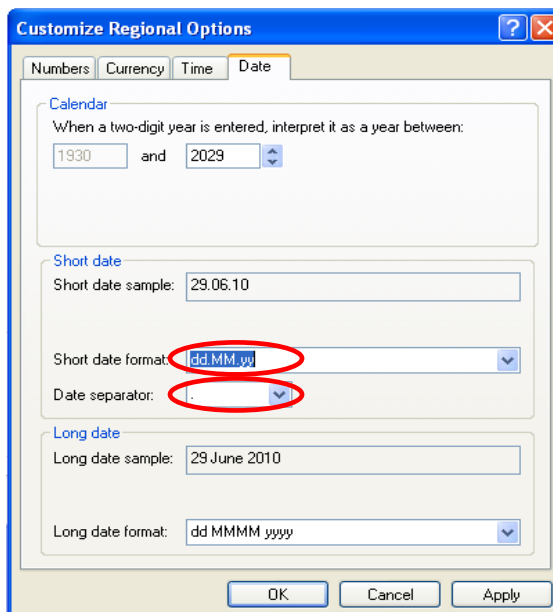 Customize Regional Options
Numbers Currency Time Date
Calendar
When a two-digit year is entered, interpret it as a year between:
1930 and 2029
Short date
Short date sample: 29.06.10
Short date format: dd.MM.yy
Date separator: .
Long date
Long date sample: 29 June 2010
Long date format: dd MMMM yyyy
OK Cancel Apply